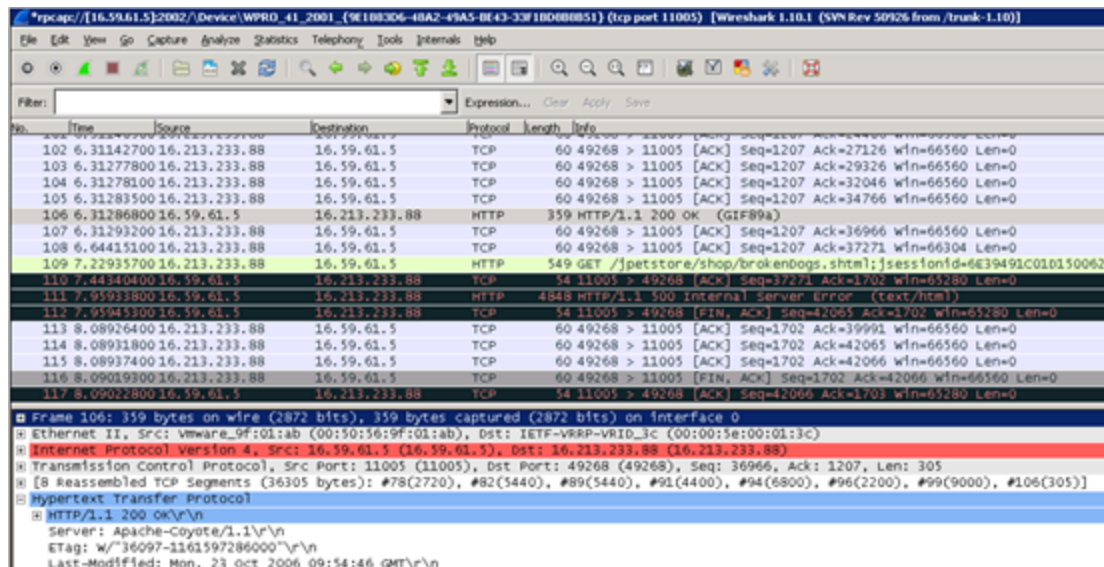 *rpcap://[16.59.61.5]:2002/\Device\WPRO_41_2001_{9E1883D6-48A2-49A5-8E43-33F18D8BBB51} (tcp port 11005) [Wireshark 1.10.1 (SVN Rev 50926 from /trunk-1.10)]
File Edit View Go Capture Analyze Statistics Telephony Tools Internals Help
Filter: Expression... Clear Apply Save
No. Time Source Destination Protocol Length Info
102 6.31142700 16.213.233.88 16.59.61.5 TCP 60 49268 > 11005 [ACK] Seq=1207 Ack=27126 Win=66560 Len=0
103 6.31277800 16.213.233.88 16.59.61.5 TCP 60 49268 > 11005 [ACK] Seq=1207 Ack=29326 Win=66560 Len=0
104 6.31278100 16.213.233.88 16.59.61.5 TCP 60 49268 > 11005 [ACK] Seq=1207 Ack=32046 Win=66560 Len=0
105 6.31283500 16.213.233.88 16.59.61.5 TCP 60 49268 > 11005 [ACK] Seq=1207 Ack=34766 Win=66560 Len=0
106 6.31286800 16.59.61.5 16.213.233.88 HTTP 359 HTTP/1.1 200 OK (GIF89a)
107 6.31293200 16.213.233.88 16.59.61.5 TCP 60 49268 > 11005 [ACK] Seq=1207 Ack=36966 Win=66560 Len=0
108 6.64415100 16.213.233.88 16.59.61.5 TCP 60 49268 > 11005 [ACK] Seq=1207 Ack=37271 Win=66304 Len=0
109 7.22935700 16.213.233.88 16.59.61.5 HTTP 549 GET /jpetstore/shop/brokenDogs.shtml;jsessionid=6E39491C01D150062
110 7.44340400 16.59.61.5 16.213.233.88 TCP 54 11005 > 49268 [ACK] Seq=37271 Ack=1702 Win=65280 Len=0
111 7.95933800 16.59.61.5 16.213.233.88 HTTP 4848 HTTP/1.1 500 Internal Server Error (text/html)
112 7.95945300 16.59.61.5 16.213.233.88 TCP 54 11005 > 49268 [FIN, ACK] Seq=42065 Ack=1702 Win=65280 Len=0
113 8.08926400 16.213.233.88 16.59.61.5 TCP 60 49268 > 11005 [ACK] Seq=1702 Ack=39991 Win=66560 Len=0
114 8.08931800 16.213.233.88 16.59.61.5 TCP 60 49268 > 11005 [ACK] Seq=1702 Ack=42065 Win=66560 Len=0
115 8.08937400 16.213.233.88 16.59.61.5 TCP 60 49268 > 11005 [ACK] Seq=1702 Ack=42066 Win=66560 Len=0
116 8.09019300 16.213.233.88 16.59.61.5 TCP 60 49268 > 11005 [FIN, ACK] Seq=1702 Ack=42066 Win=66560 Len=0
117 8.09022800 16.59.61.5 16.213.233.88 TCP 54 11005 > 49268 [ACK] Seq=42066 Ack=1703 Win=65280 Len=0
Frame 106: 359 bytes on wire (2872 bits), 359 bytes captured (2872 bits) on interface 0
Ethernet II, Src: Vmware_9f:01:ab (00:50:56:9f:01:ab), Dst: IETF-VRRP-VRID_3c (00:00:5e:00:01:3c)
Internet Protocol Version 4, Src: 16.59.61.5 (16.59.61.5), Dst: 16.213.233.88 (16.213.233.88)
Transmission Control Protocol, Src Port: 11005 (11005), Dst Port: 49268 (49268), Seq: 36966, Ack: 1207, Len: 305
[8 Reassembled TCP Segments (36305 bytes): #78(2720), #82(5440), #89(5440), #91(4400), #94(6800), #96(2200), #99(9000), #106(305)]
Hypertext Transfer Protocol
HTTP/1.1 200 OK\r\n
Server: Apache-Coyote/1.1\r\n
ETag: W/"36097-1161597286000"\r\n
Last-Modified: Mon, 23 Oct 2006 09:54:46 GMT\r\n